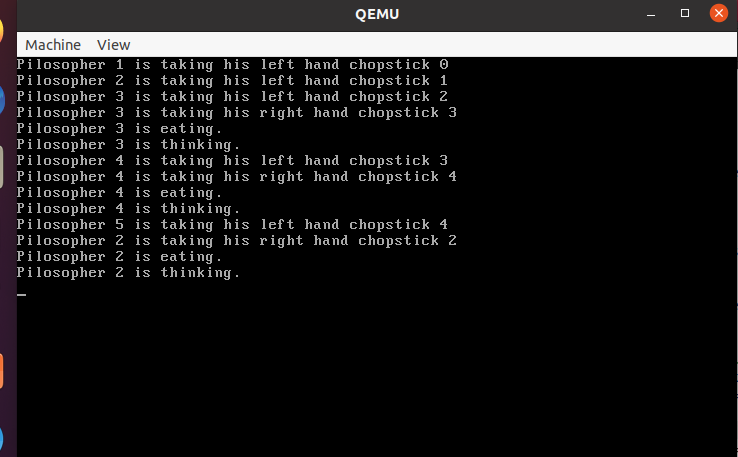 QEMU
Machine View
Pilosopher 1 is taking his left hand chopstick 0
Pilosopher 2 is taking his left hand chopstick 1
Pilosopher 3 is taking his left hand chopstick 2
Pilosopher 3 is taking his right hand chopstick 3
Pilosopher 3 is eating.
Pilosopher 3 is thinking.
Pilosopher 4 is taking his left hand chopstick 3
Pilosopher 4 is taking his right hand chopstick 4
Pilosopher 4 is eating.
Pilosopher 4 is thinking.
Pilosopher 5 is taking his left hand chopstick 4
Pilosopher 2 is taking his right hand chopstick 2
Pilosopher 2 is eating.
Pilosopher 2 is thinking.